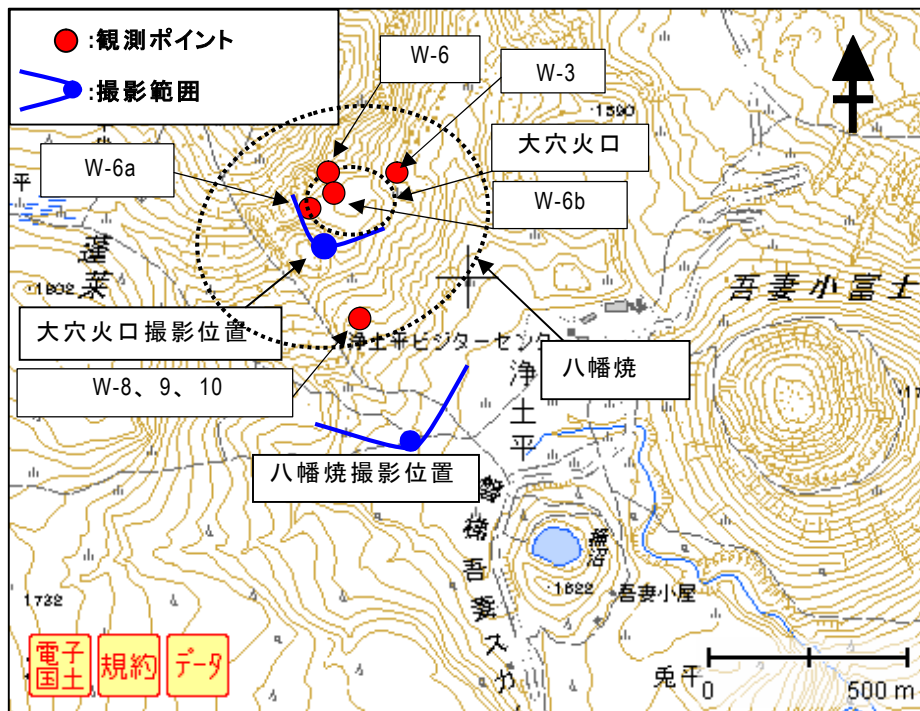 :観測ポイント
:撮影範囲
W-6
W-3
大穴火口
W-6a
W-6b
1590
平
蓬莱
1802
吾妻小富士
大穴火口撮影位置
浄土平ビジターセンタ
八幡焼
W-8、9、10
浄土平
八幡焼撮影位置
磐梯吾妻スカ
桶沼
1622
吾妻小屋
1732
電子国土
規約
データ
兎平
0
500 m